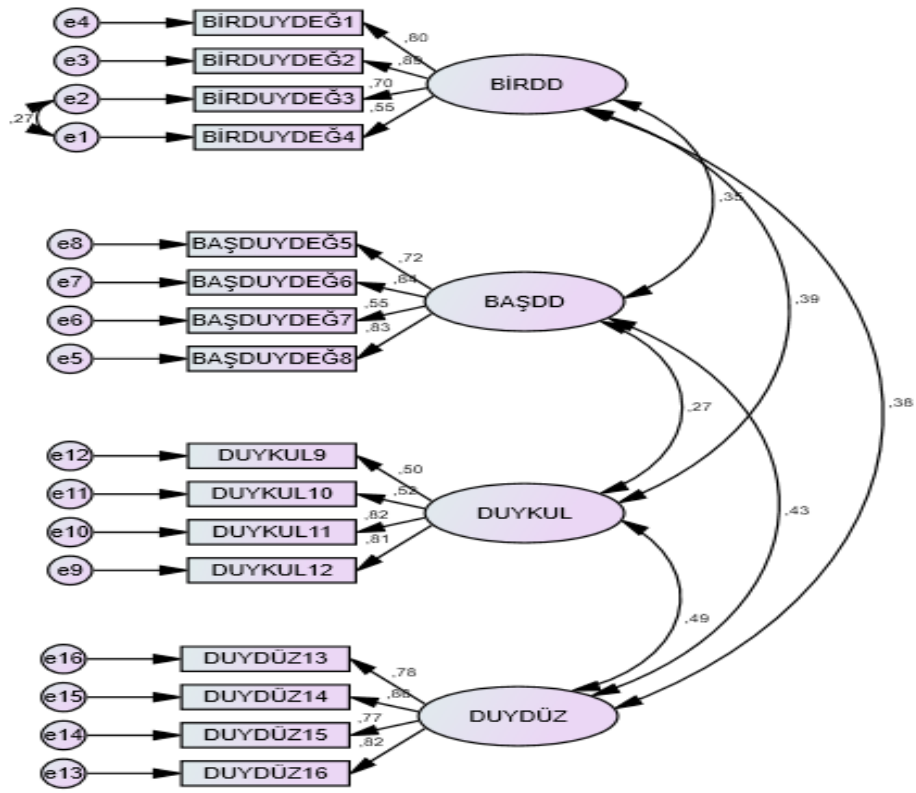 e4 BİRDUYDEĞ1 ,80
e3 BİRDUYDEĞ2 BİRDD
e2 BİRDUYDEĞ3 ,70
,27
e1 BİRDUYDEĞ4 ,55
,35
e8 BAŞDUYDEĞ5 ,72
e7 BAŞDUYDEĞ6 ,84 BAŞDD ,39
e6 BAŞDUYDEĞ7 ,55
e5 BAŞDUYDEĞ8 ,83
,27 ,38
e12 DUYKUL9 ,50
e11 DUYKUL10 ,52 DUYKUL ,43
e10 DUYKUL11 ,82
e9 DUYKUL12 ,81
,49
e16 DUYDÜZ13 ,78
e15 DUYDÜZ14 DUYDÜZ
e14 DUYDÜZ15 ,77
e13 DUYDÜZ16 ,82